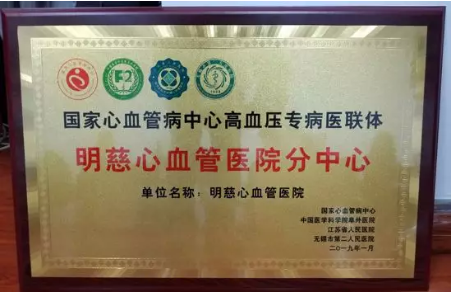 国家心血管病中心高血压专病医联体
明慈心血管医院分中心
单位名称：明慈心血管医院
国家心血管病中心
中国医学科学院阜外医院
江苏省人民医院
无锡市第二人民医院
二〇一九年一月